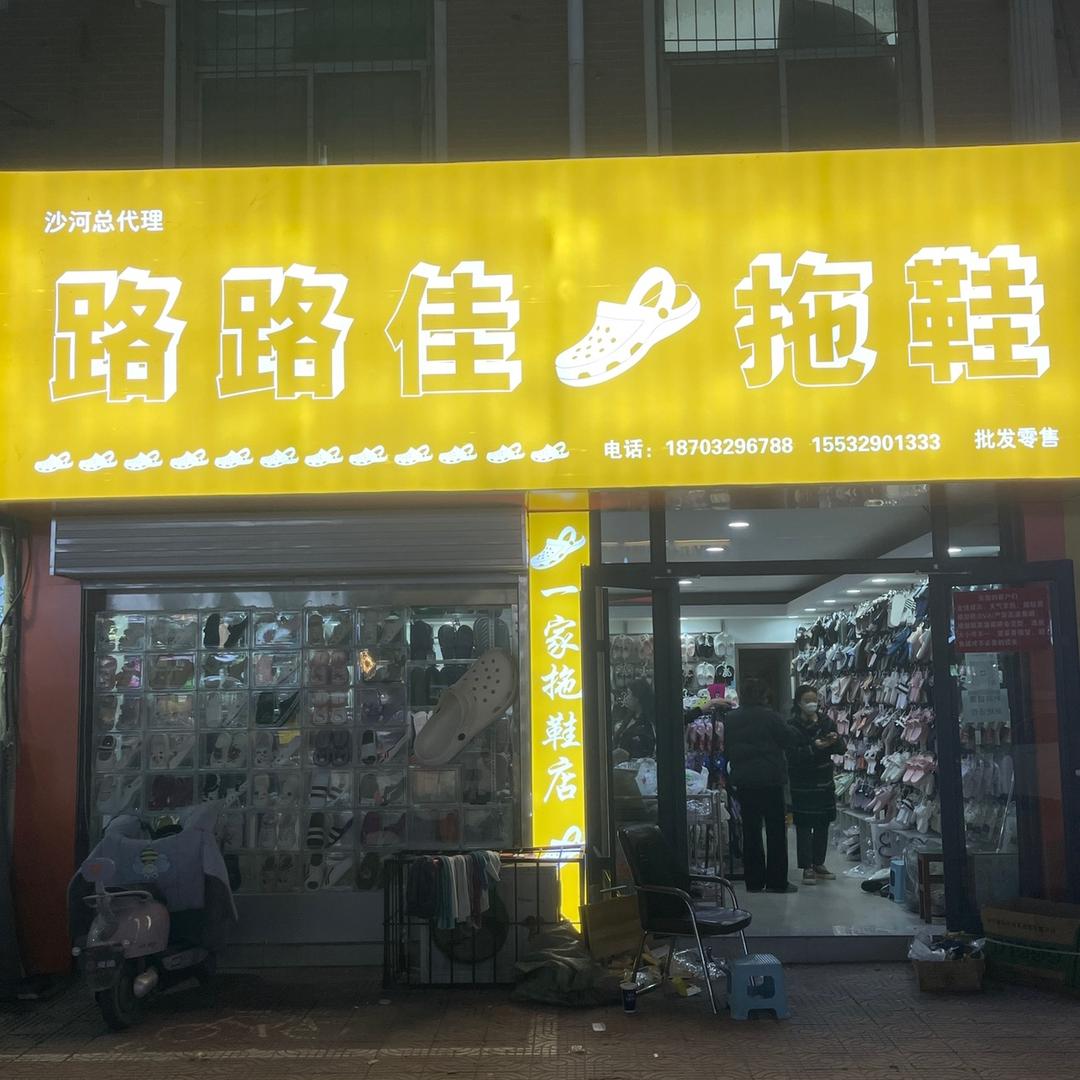 沙河总代理
路路佳 拖鞋
电话：18703296788 15532901333 批发零售
一家拖鞋店